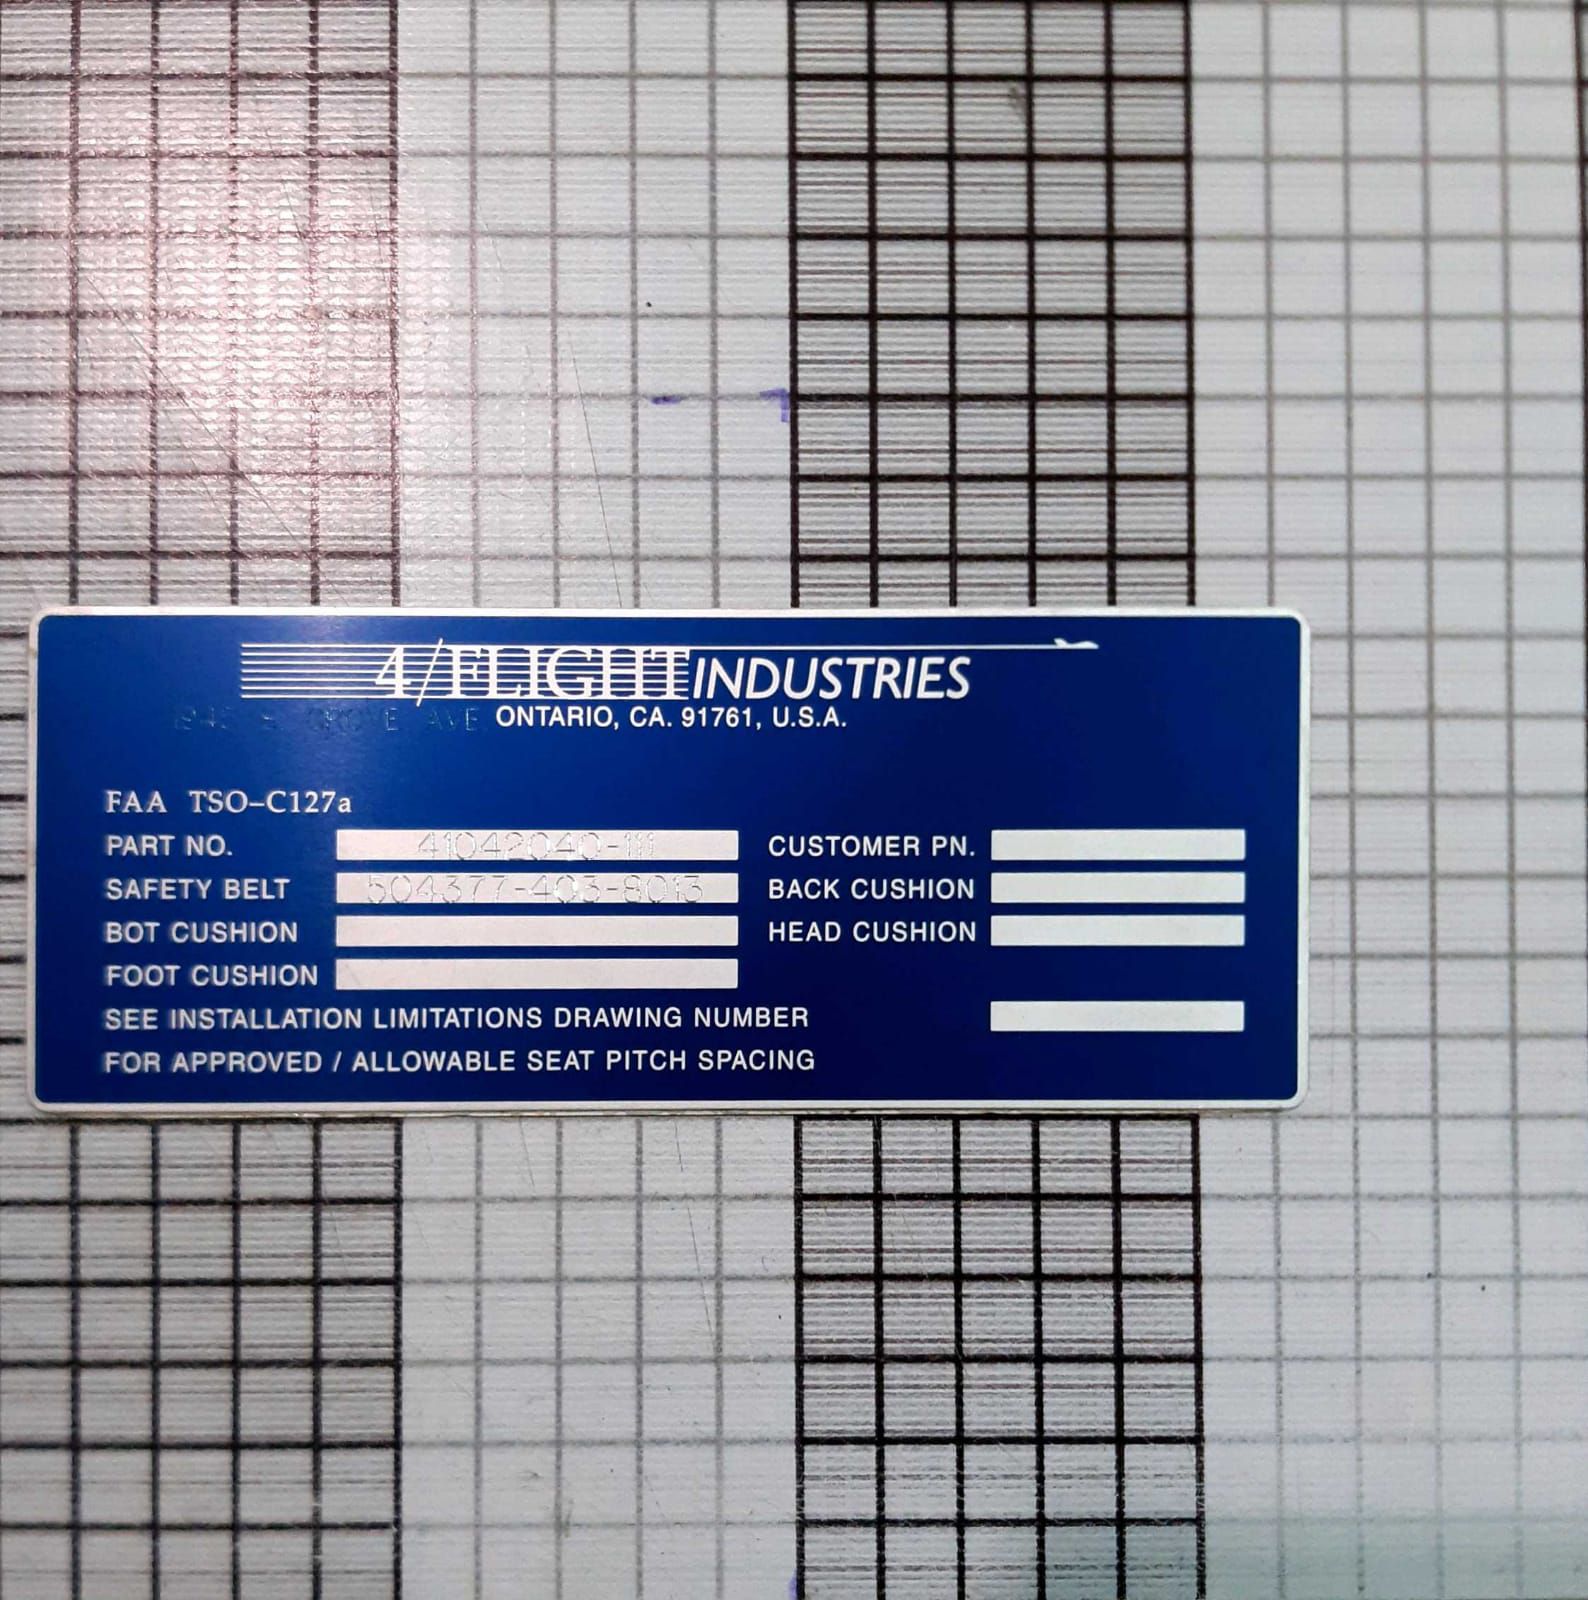 4/FLIGHT INDUSTRIES
GROVE AVE. ONTARIO, CA. 91761, U.S.A.
FAA TSO-C127a
PART NO. 41042040-111 CUSTOMER PN.
SAFETY BELT 504377-403-8013 BACK CUSHION
BOT CUSHION HEAD CUSHION
FOOT CUSHION
SEE INSTALLATION LIMITATIONS DRAWING NUMBER
FOR APPROVED / ALLOWABLE SEAT PITCH SPACING